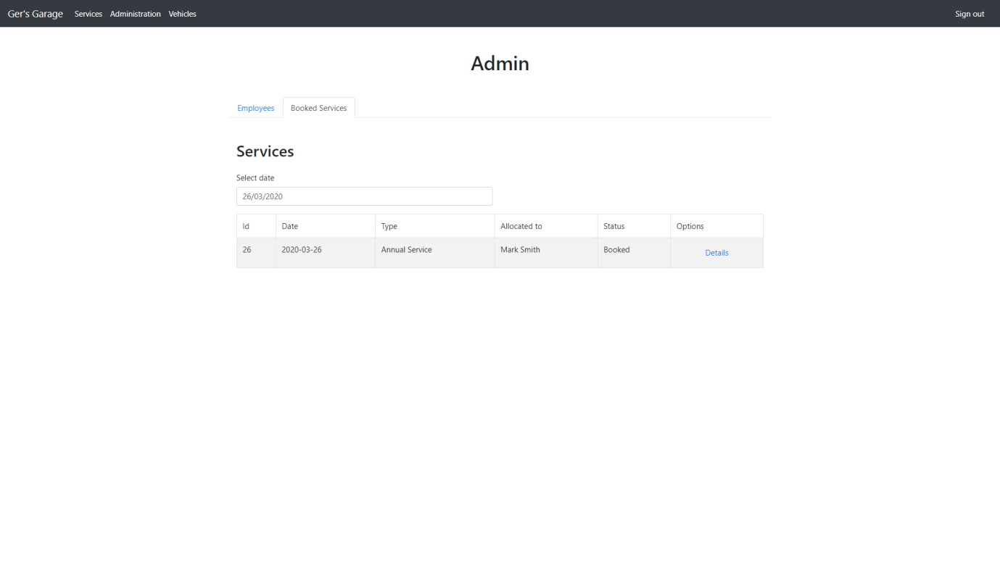 Ger's Garage Services Administration Vehicles Sign out
Admin
Employees Booked Services
Services
Select date
26/03/2020
Id Date Type Allocated to Status Options
26 2020-03-26 Annual Service Mark Smith Booked Details